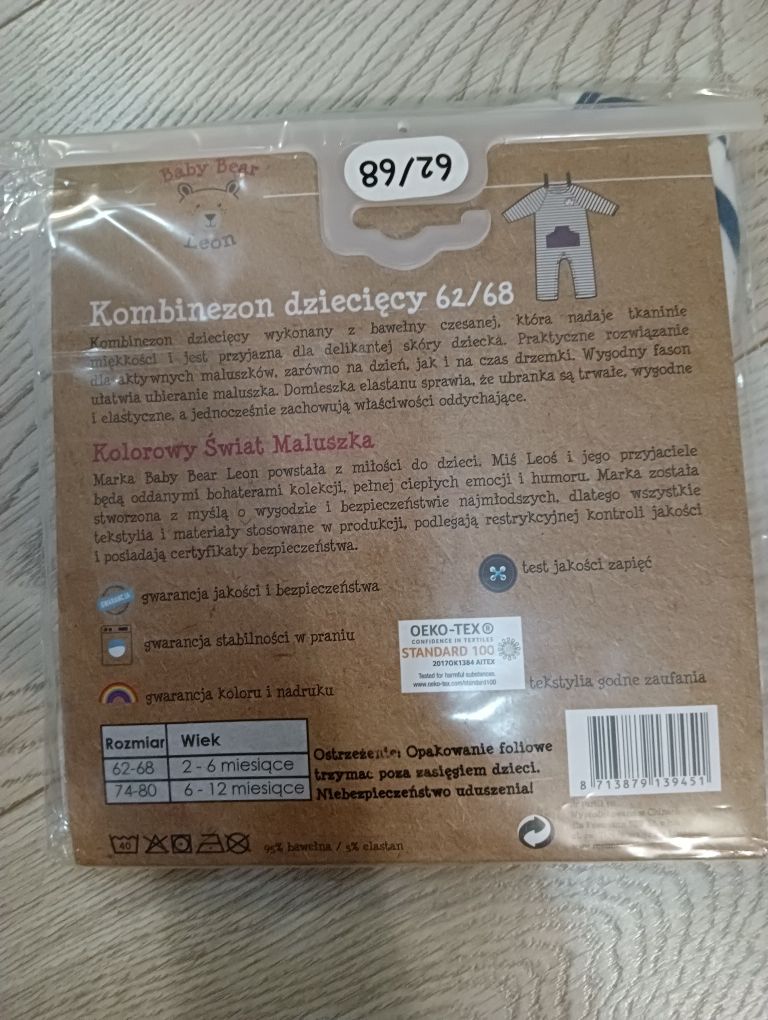 Baby Bear
Leon
62/68
Kombinezon dziecięcy 62/68
Kombinezon dziecięcy wykonany z bawełny czesanej, która nadaje tkaninie
miękkości i jest przyjazna dla delikatnej skóry dziecka. Praktyczne rozwiązanie
dla aktywnych maluszków, zarówno na dzień, jak i na czas drzemki. Wygodny fason
ułatwia ubieranie maluszka. Domieszka elastanu sprawia, że ubranka są trwałe, wygodne
i elastyczne, a jednocześnie zachowują właściwości oddychające.
Kolorowy Świat Maluszka
Marka Baby Bear Leon powstała z miłości do dzieci. Miś Leoś i jego przyjaciele
będą oddanymi bohaterami kolekcji, pełnej ciepłych emocji i humoru. Marka została
stworzona z myślą o wygodzie i bezpieczeństwie najmłodszych, dlatego wszystkie
tekstylia i materiały stosowane w produkcji, podlegają restrykcyjnej kontroli jakości
i posiadają certyfikaty bezpieczeństwa.
GWARANCJA
gwarancja jakości i bezpieczeństwa
test jakości zapięć
gwarancja stabilności w praniu
OEKO-TEX®
CONFIDENCE IN TEXTILES
STANDARD 100
2017OK1384 AITEX
Tested for harmful substances.
www.oeko-tex.com/standard100
gwarancja koloru i nadruku
tekstylia godne zaufania
Rozmiar Wiek
62-68 2 - 6 miesiące
74-80 6 - 12 miesiące
Ostrzeżenie: Opakowanie foliowe
trzymać poza zasięgiem dzieci.
Niebezpieczeństwo uduszenia!
8 713879 139451
40
95% bawełna / 5% elastan